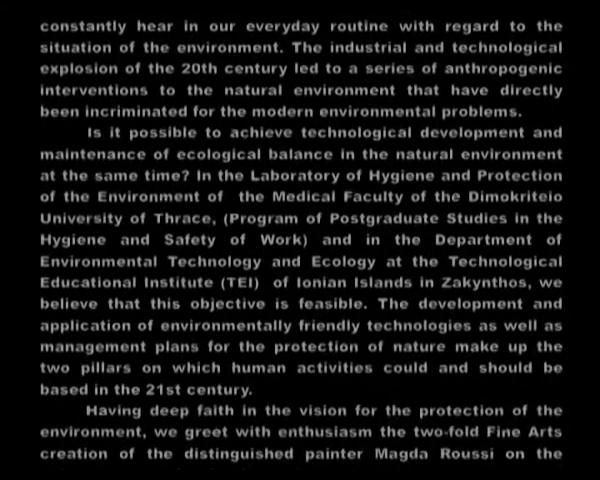 constantly hear in our everyday routine with regard to the
situation of the environment. The industrial and technological
explosion of the 20th century led to a series of anthropogenic
interventions to the natural environment that have directly
been incriminated for the modern environmental problems.
Is it possible to achieve technological development and
maintenance of ecological balance in the natural environment
at the same time? In the Laboratory of Hygiene and Protection
of the Environment of the Medical Faculty of the Dimokriteio
University of Thrace, (Program of Postgraduate Studies in the
Hygiene and Safety of Work) and in the Department of
Environmental Technology and Ecology at the Technological
Educational Institute (TEI) of Ionian Islands in Zakynthos, we
believe that this objective is feasible. The development and
application of environmentally friendly technologies as well as
management plans for the protection of nature make up the
two pillars on which human activities could and should be
based in the 21st century.
Having deep faith in the vision for the protection of the
environment, we greet with enthusiasm the two-fold Fine Arts
creation of the distinguished painter Magda Roussi on the